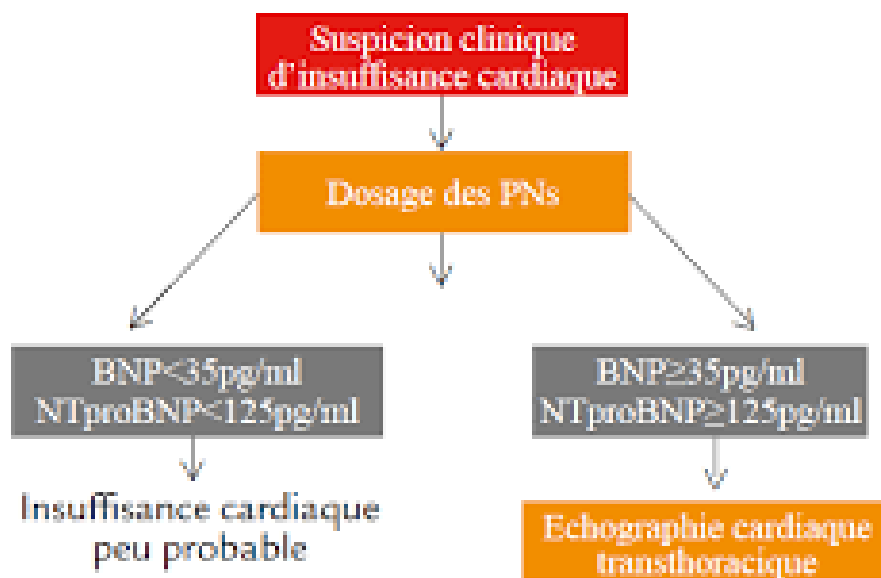 Suspicion clinique
d'insuffisance cardiaque
Dosage des PNs
BNP<35pg/ml
NTproBNP<125pg/ml
BNP≥35pg/ml
NTproBNP≥125pg/ml
Insuffisance cardiaque
peu probable
Echographie cardiaque
transthoracique